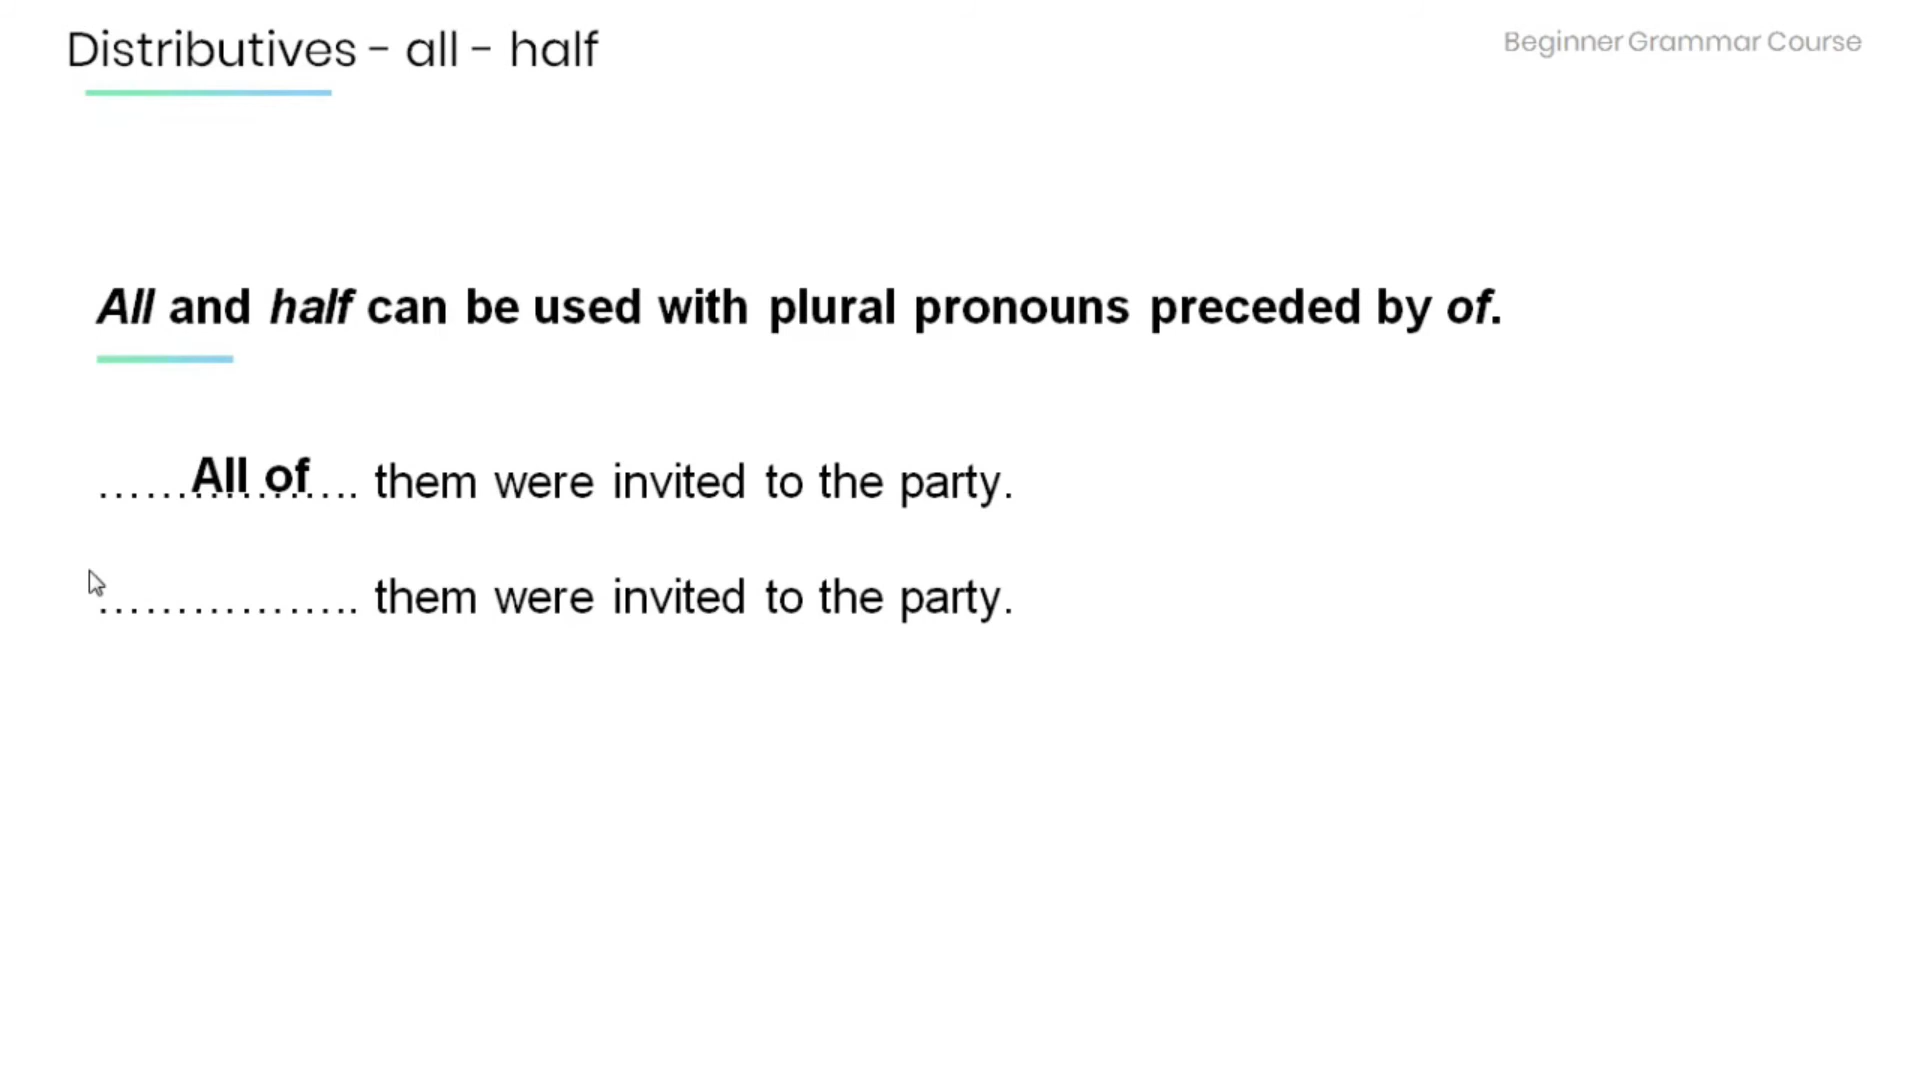 Distributives - all - half
Beginner Grammar Course
All and half can be used with plural pronouns preceded by of.
……All of…. them were invited to the party.
…………….. them were invited to the party.